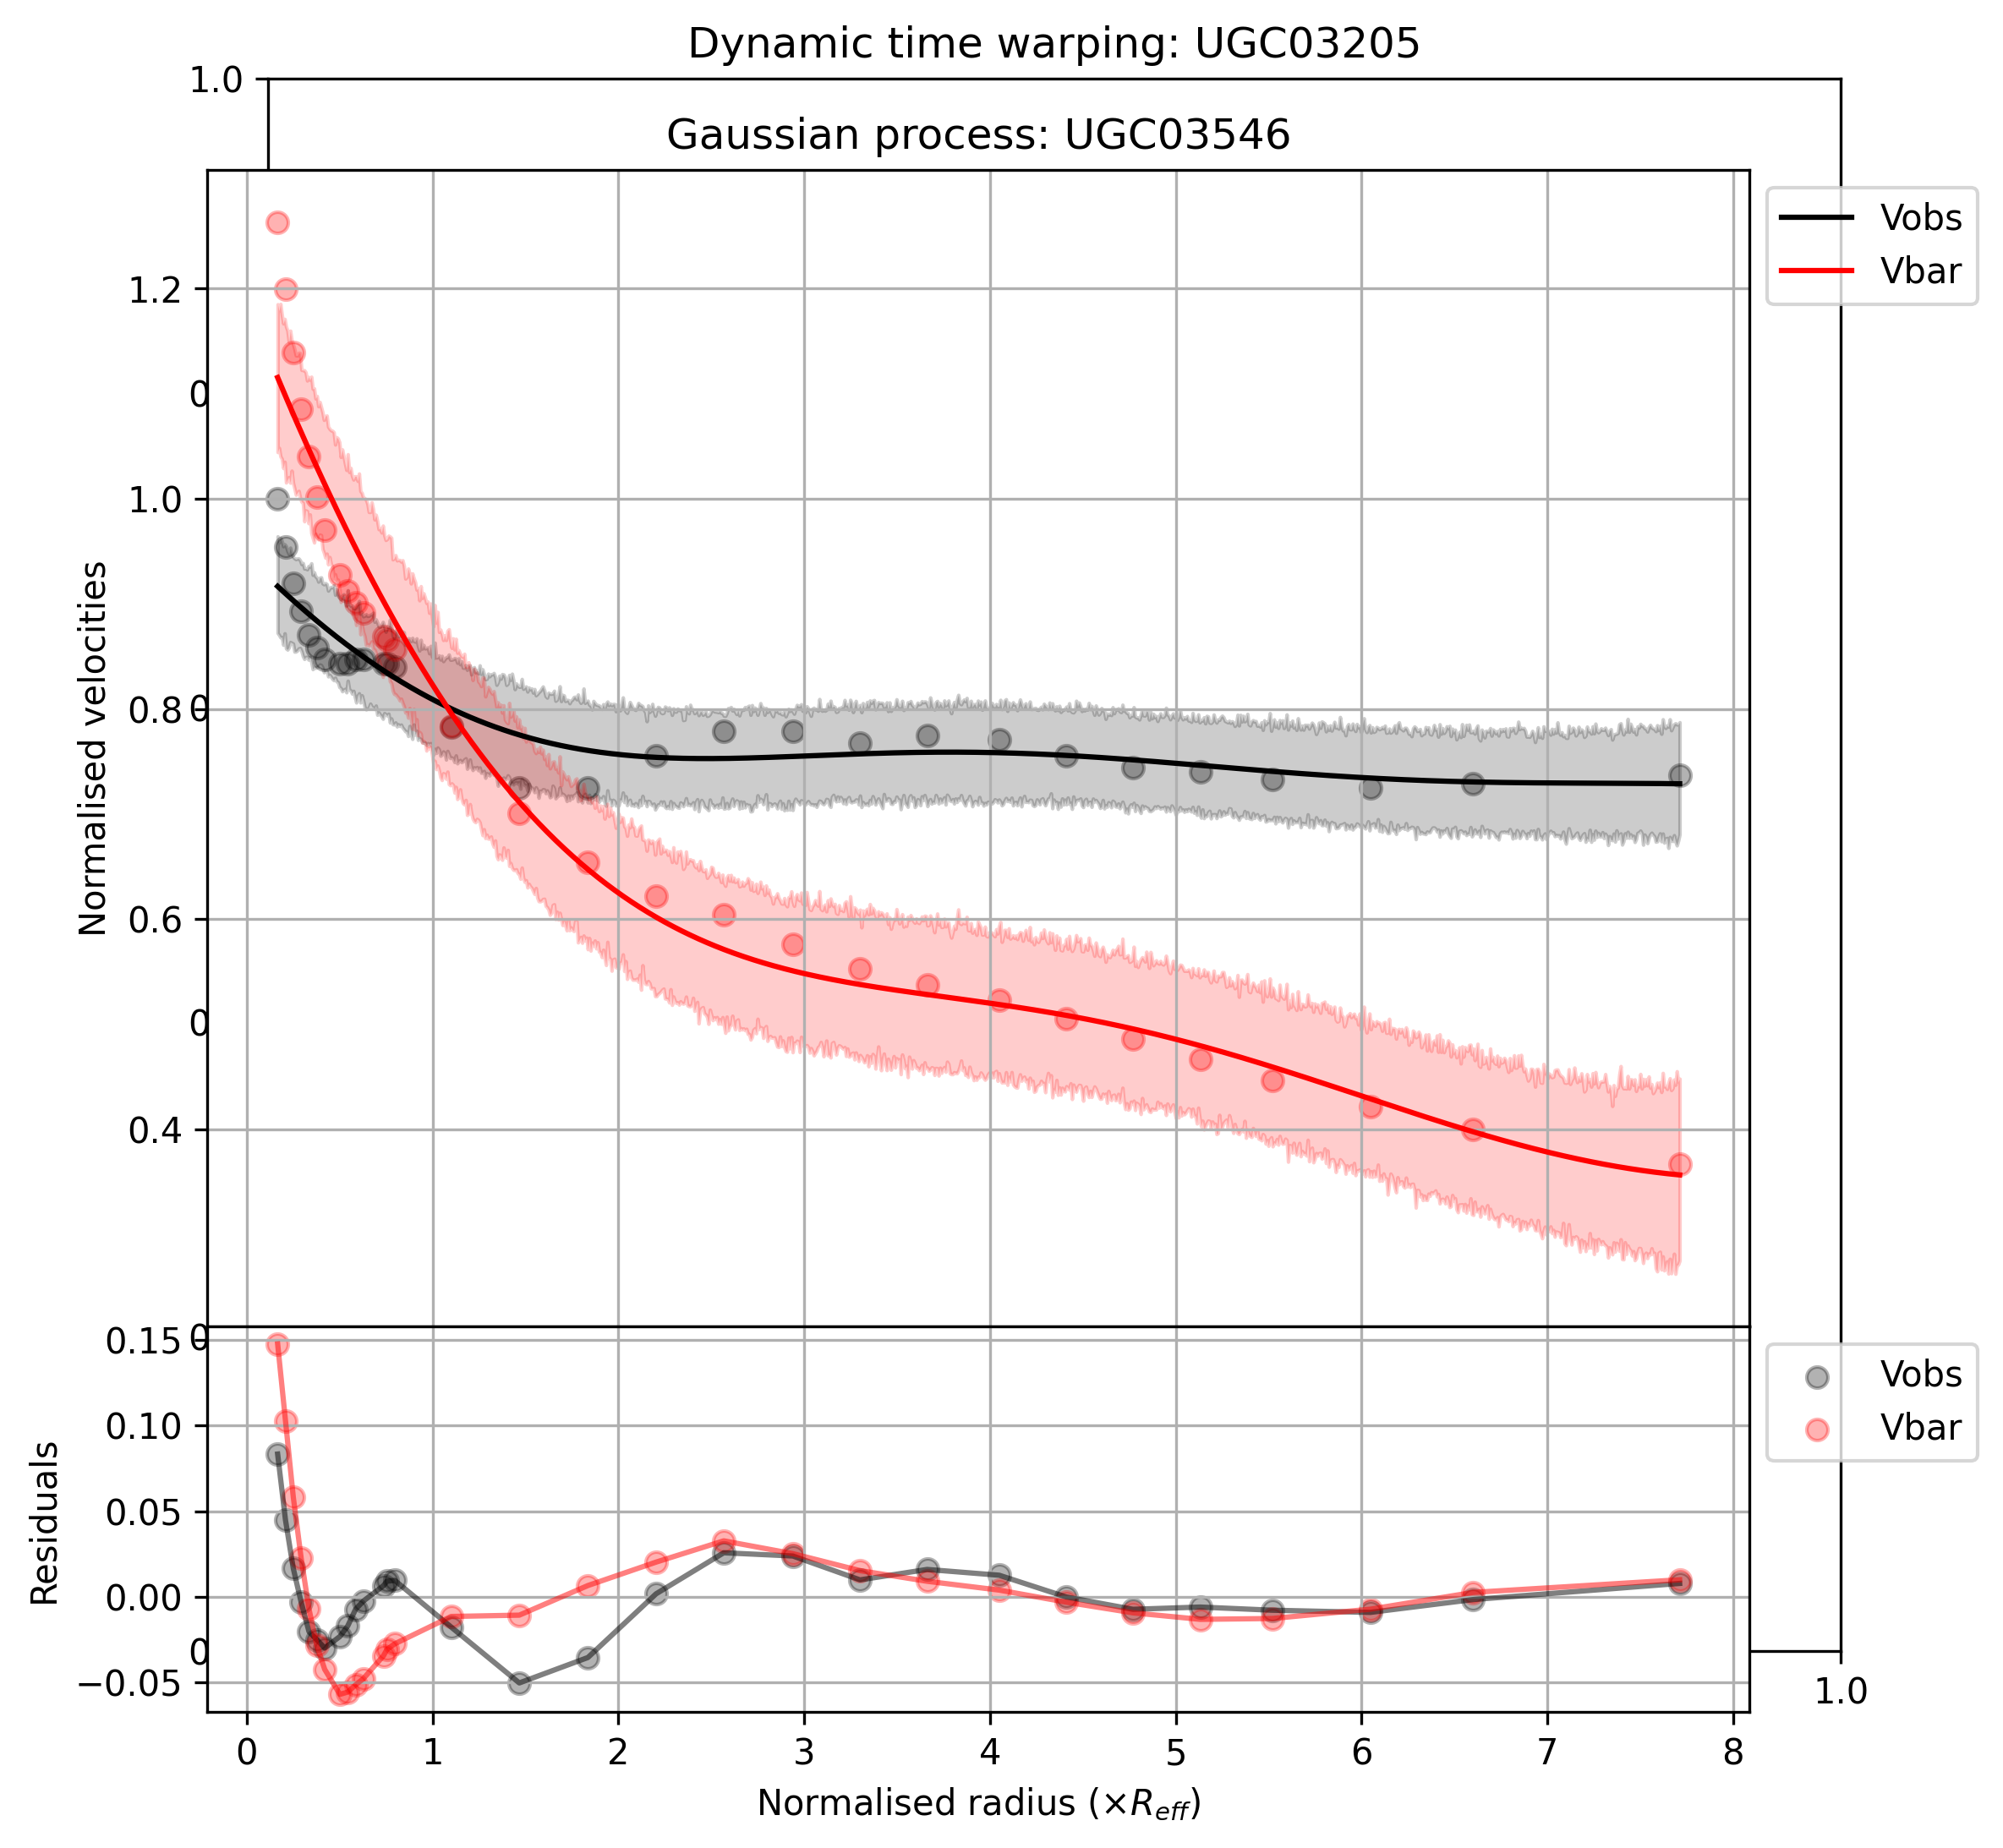 Dynamic time warping: UGC03205
1.0
Gaussian process: UGC03546
Vobs
Vbar
1.2
0
1.0
0.8
0
0.6
0
0.4
Normalised velocities
0.15
0
0.10
0.05
0.00
0
−0.05
Residuals
Vobs
Vbar
1.0
0 1 2 3 4 5 6 7 8
Normalised radius (×R_eff)